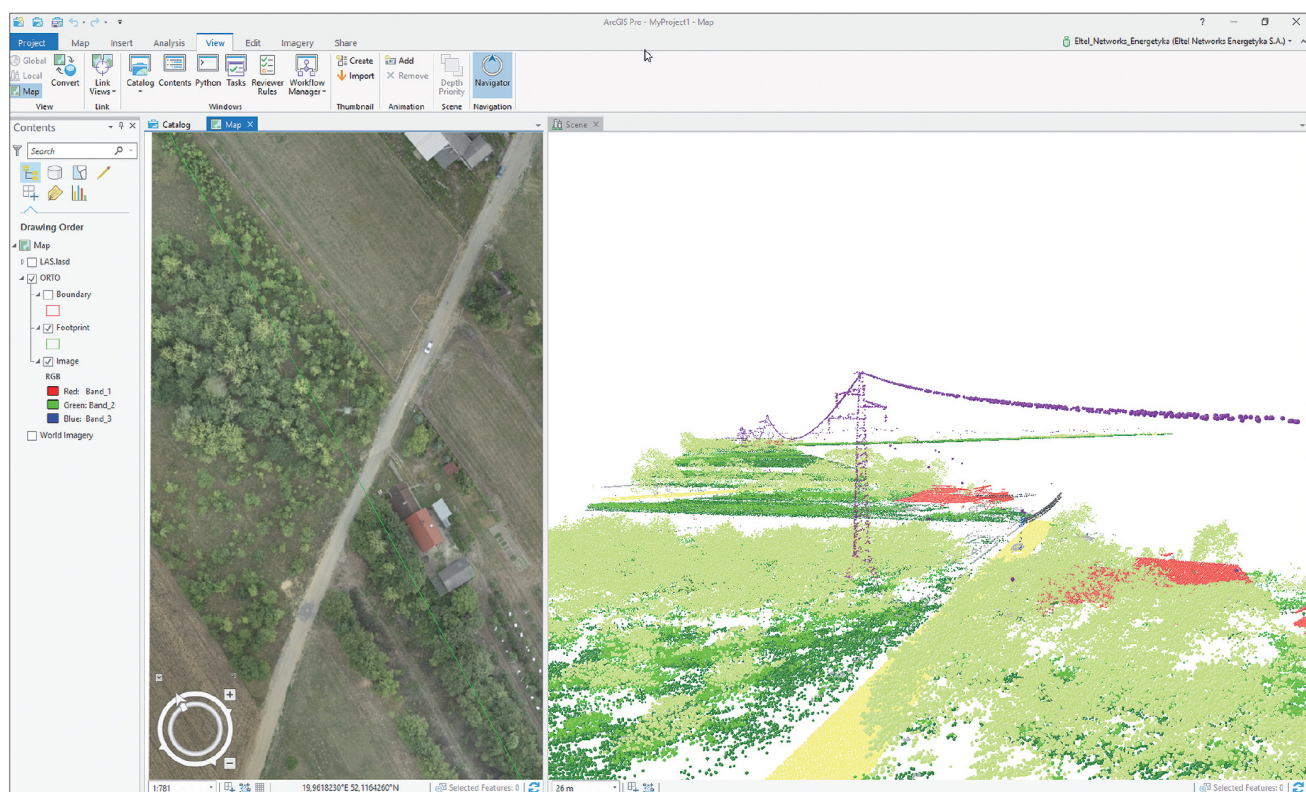 ArcGIS Pro - MyProject1 - Map
?
Project Map Insert Analysis View Edit Imagery Share
Eltel_Networks_Energetyka (Eltel Networks Energetyka S.A.)
Global
Local
Map
Convert
Link Views
Catalog Contents Python Tasks Reviewer Rules Workflow Manager
Create
Import
Add
Remove
Depth Priority
Navigator
View Link Windows Thumbnail Animation Scene Navigation
Contents
Catalog
Map
Scene
Search
Drawing Order
Map
LAS.lasd
ORTO
Boundary
Footprint
Image
RGB
Red: Band_1
Green: Band_2
Blue: Band_3
World Imagery
1:781
19,9618230°E 52,1164260°N
Selected Features: 0
26 m
Selected Features: 0